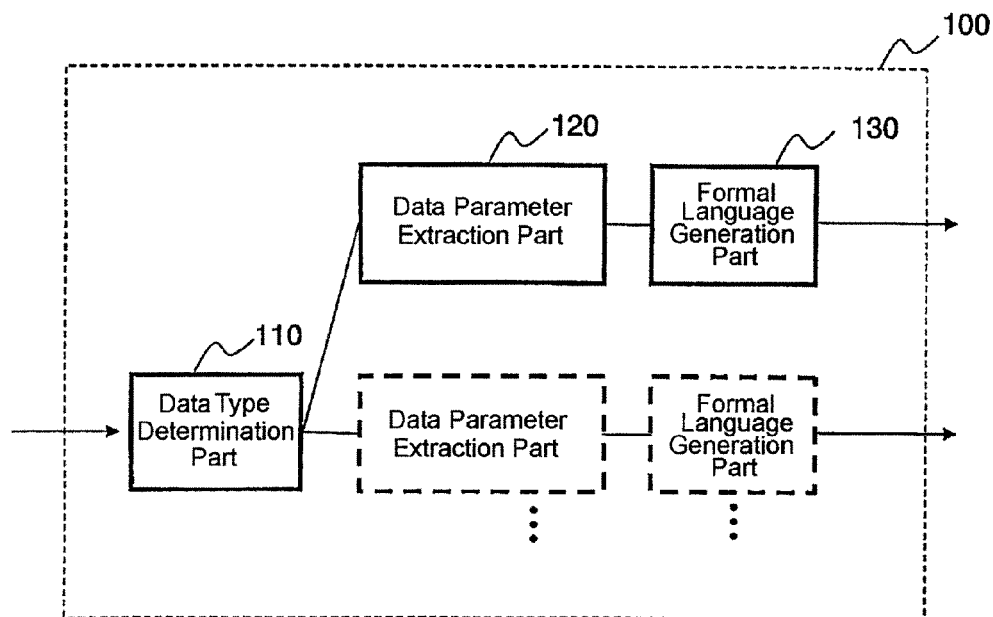 100
120
130
Data Parameter
Extraction Part
Formal
Language
Generation
Part
110
Data Type
Determination
Part
Data Parameter
Extraction Part
Formal
Language
Generation
Part